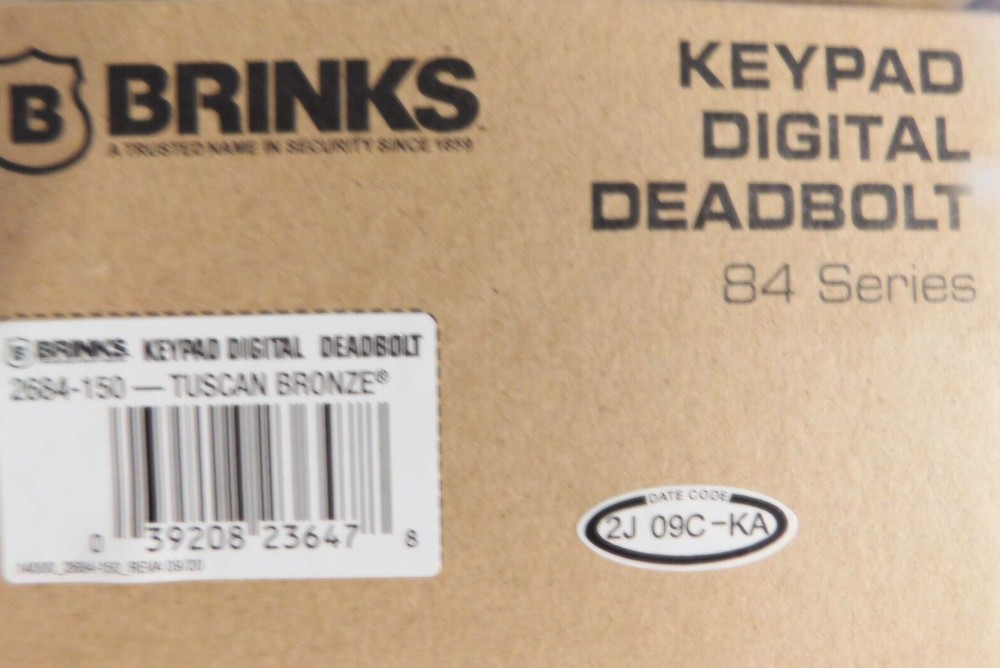 B BRINKS
A TRUSTED NAME IN SECURITY SINCE 1859
KEYPAD
DIGITAL
DEADBOLT
84 Series
B BRINKS KEYPAD DIGITAL DEADBOLT
2684-150 — TUSCAN BRONZE®
0 39208 23647 8
DATE CODE
2J 09C-KA